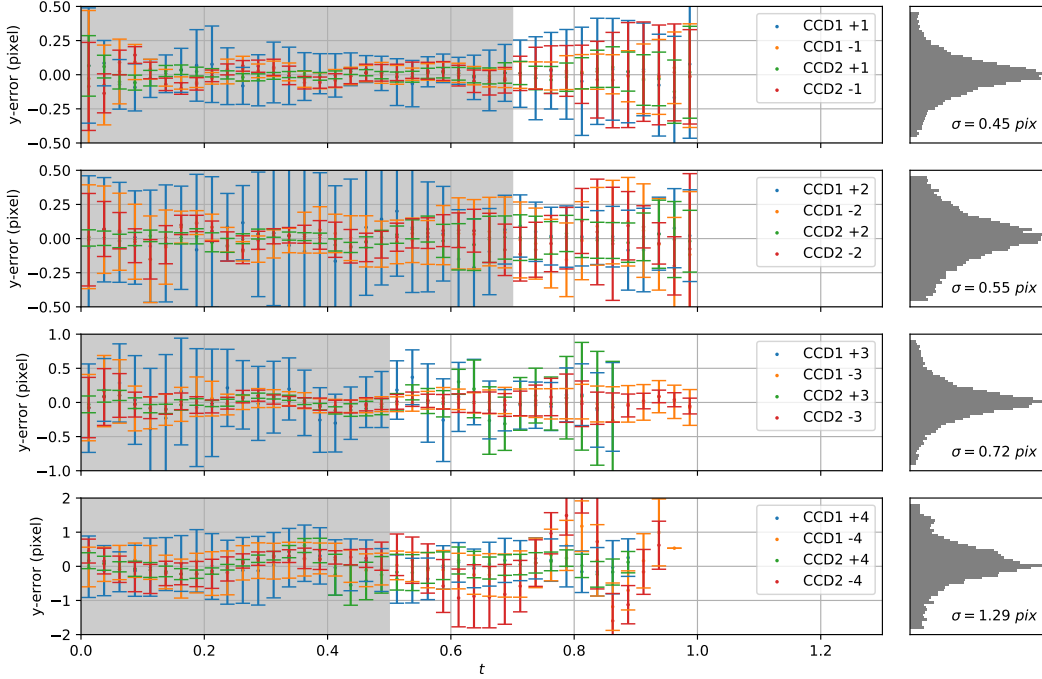 y-error (pixel)
0.50
0.25
0.00
−0.25
−0.50
CCD1 +1
CCD1 -1
CCD2 +1
CCD2 -1
σ = 0.45 pix
y-error (pixel)
0.50
0.25
0.00
−0.25
−0.50
CCD1 +2
CCD1 -2
CCD2 +2
CCD2 -2
σ = 0.55 pix
y-error (pixel)
1.0
0.5
0.0
−0.5
−1.0
CCD1 +3
CCD1 -3
CCD2 +3
CCD2 -3
σ = 0.72 pix
y-error (pixel)
2
1
0
−1
−2
CCD1 +4
CCD1 -4
CCD2 +4
CCD2 -4
σ = 1.29 pix
0.0 0.2 0.4 0.6 0.8 1.0 1.2
t